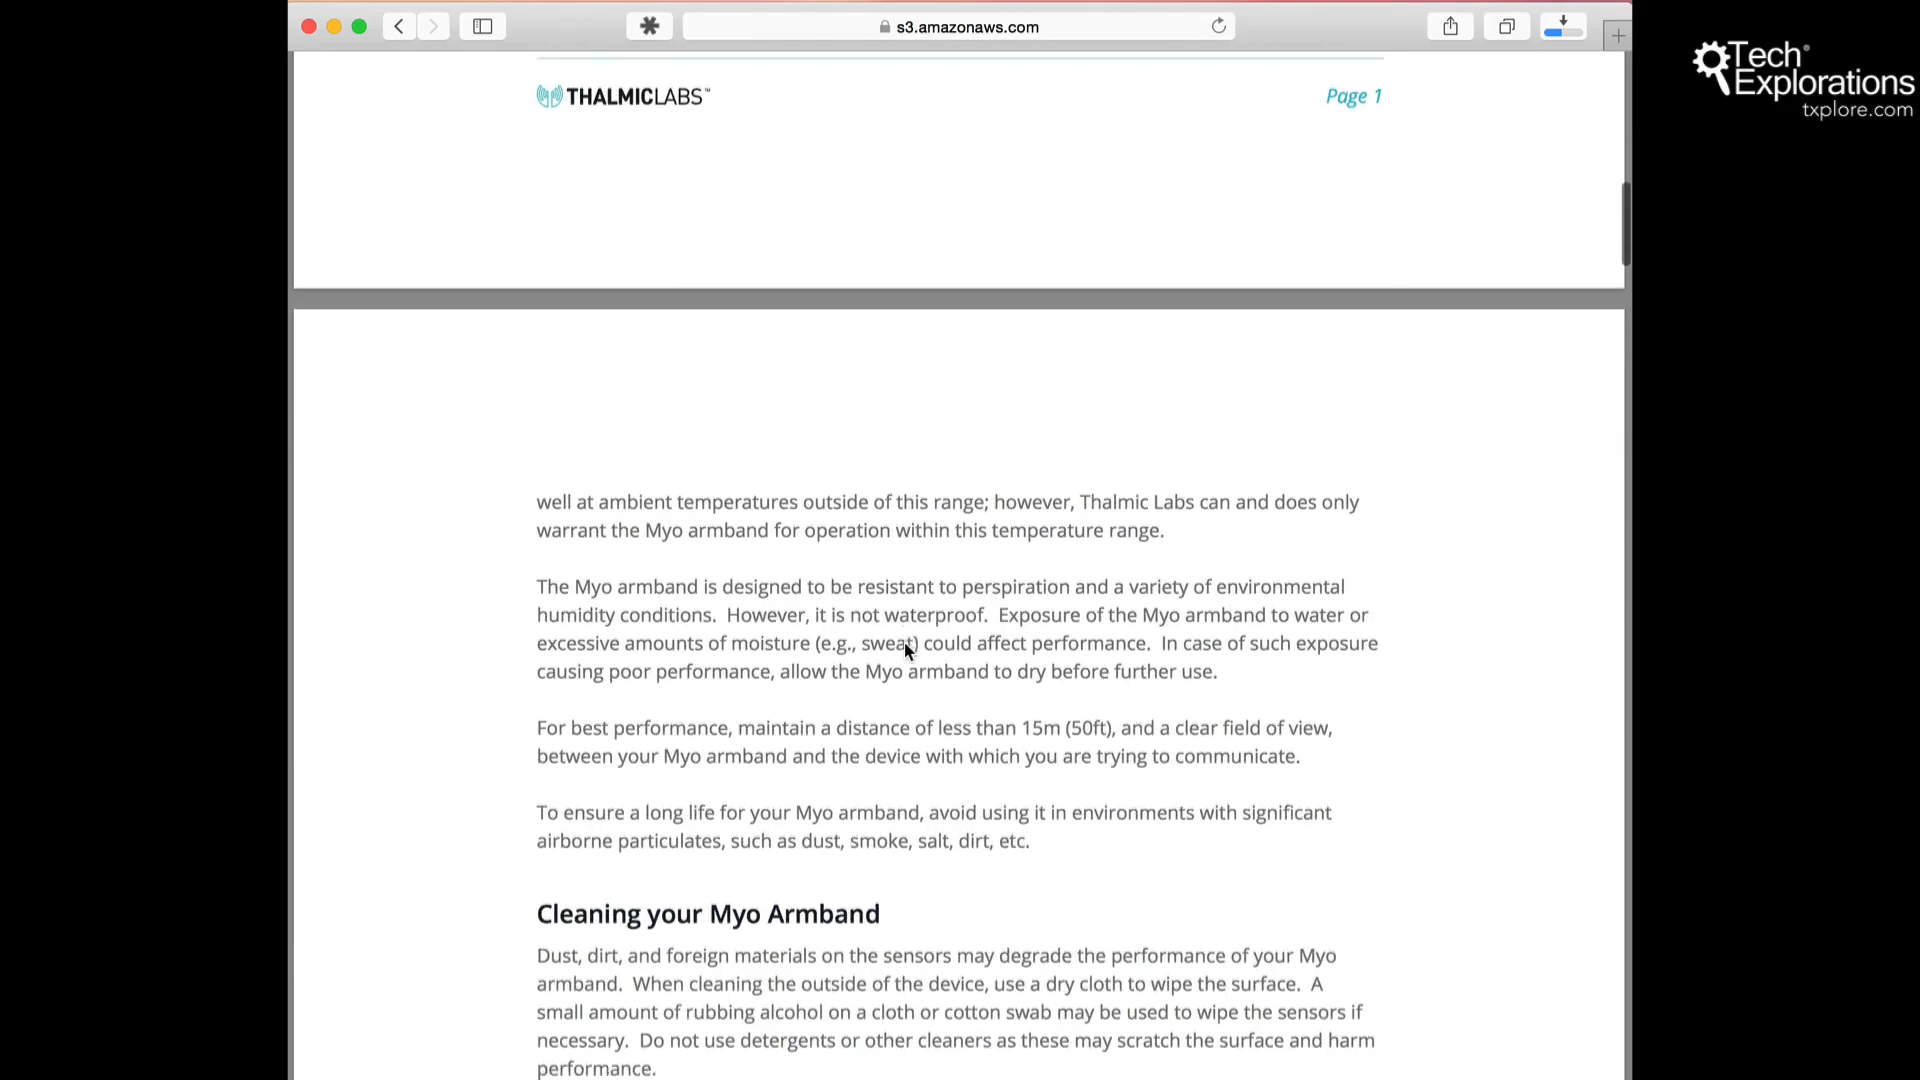 s3.amazonaws.com
Tech
Explorations
txplore.com
THALMICLABS™
Page 1
well at ambient temperatures outside of this range; however, Thalmic Labs can and does only
warrant the Myo armband for operation within this temperature range.
The Myo armband is designed to be resistant to perspiration and a variety of environmental
humidity conditions.  However, it is not waterproof.  Exposure of the Myo armband to water or
excessive amounts of moisture (e.g., sweat) could affect performance.  In case of such exposure
causing poor performance, allow the Myo armband to dry before further use.
For best performance, maintain a distance of less than 15m (50ft), and a clear field of view,
between your Myo armband and the device with which you are trying to communicate.
To ensure a long life for your Myo armband, avoid using it in environments with significant
airborne particulates, such as dust, smoke, salt, dirt, etc.
Cleaning your Myo Armband
Dust, dirt, and foreign materials on the sensors may degrade the performance of your Myo
armband.  When cleaning the outside of the device, use a dry cloth to wipe the surface.  A
small amount of rubbing alcohol on a cloth or cotton swab may be used to wipe the sensors if
necessary.  Do not use detergents or other cleaners as these may scratch the surface and harm
performance.